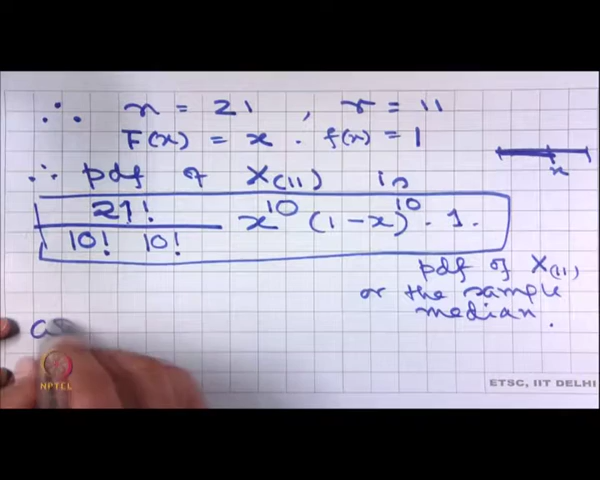 ∴ n = 21 , r = 11
F(x) = x . f(x) = 1
x
∴ pdf of X(11) is
21! / 10! 10! x^10 (1-x)^10 . 1.
pdf of X(11)
or the sample
median.
as
NPTEL
ETSC, IIT DELHI